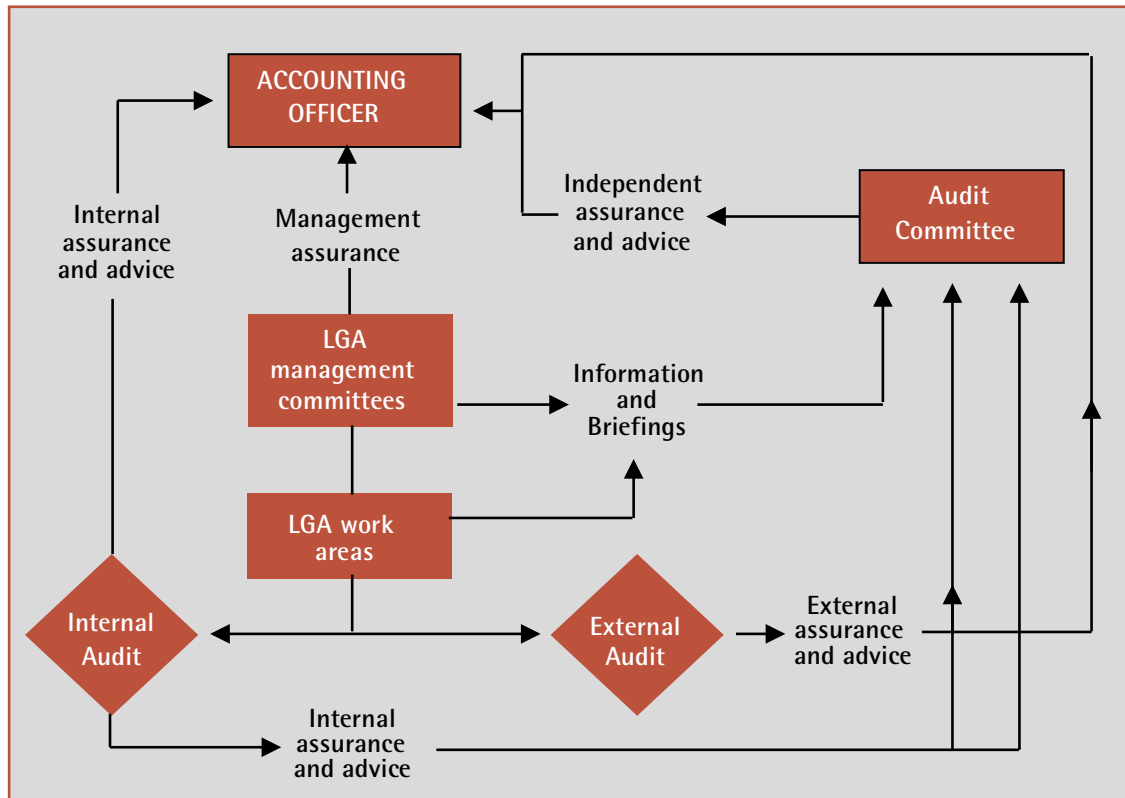 ACCOUNTING
OFFICER
Internal
assurance
and advice
Management
assurance
Independent
assurance
and advice
Audit
Committee
LGA
management
committees
Information
and
Briefings
LGA work
areas
Internal
Audit
External
Audit
External
assurance
and advice
Internal
assurance
and advice